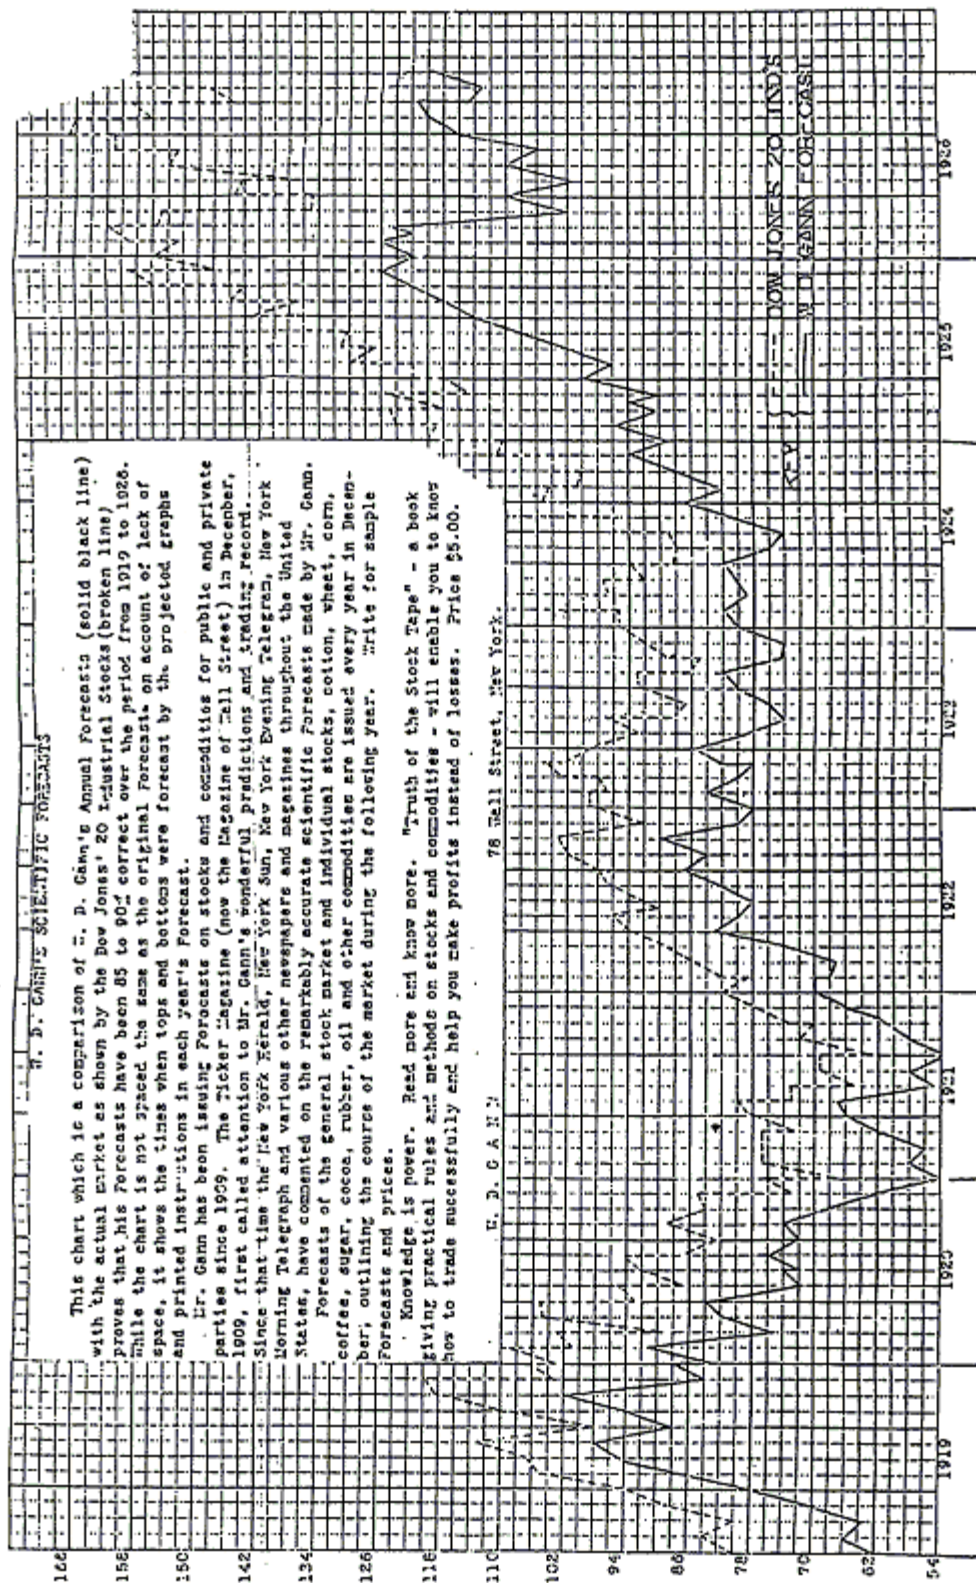 W. D. GANN'S SCIENTIFIC FORECASTS
This chart which is a comparison of W. D. Gann's Annual Forecasts (solid black line)
with the actual market as shown by the Dow Jones' 20 Industrial Stocks (broken line)
proves that his Forecasts have been 85 to 90% correct over the period from 1919 to 1926.
While the chart is not spaced the same as the original Forecasts on account of lack of
space, it shows the times when tops and bottoms were forecast by the projected graphs
and printed instructions in each year's Forecast.
Mr. Gann has been issuing Forecasts on stocks and commodities for public and private
parties since 1909. The Ticker Magazine (now the Magazine of Wall Street) in December,
1909, first called attention to Mr. Gann's wonderful predictions and trading record.
Since that time the New York Herald, New York Sun, New York Evening Telegram, New York
Morning Telegraph and various other newspapers and magazines throughout the United
States, have comented on the remarkably accurate scientific Forecasts made by Mr. Gann.
Forecasts of the general stock market and individual stocks, cotton, wheat, corn,
coffee, sugar, cocoa, rubber, oil and other commodities are issued every year in Decem-
ber, outlining the cource of the market during the following year. Write for sample
Forecasts and prices.
Knowledge is power. Read more and know more. "Truth of the Stock Tape" - a book
giving practical rules and methods on stocks and commodities - will enable you to know
how to trade successfully and help you make profits instead of losses. Price $5.00.
W. D. GANN 78 Wall Street, New York.
KEY { ---- DOW JONES 20 IND'S
—— W D GANN FORECAST
166
158
150
142
134
126
118
110
102
94
86
78
70
62
54
1919 1920 1921 1922 1923 1924 1925 1926